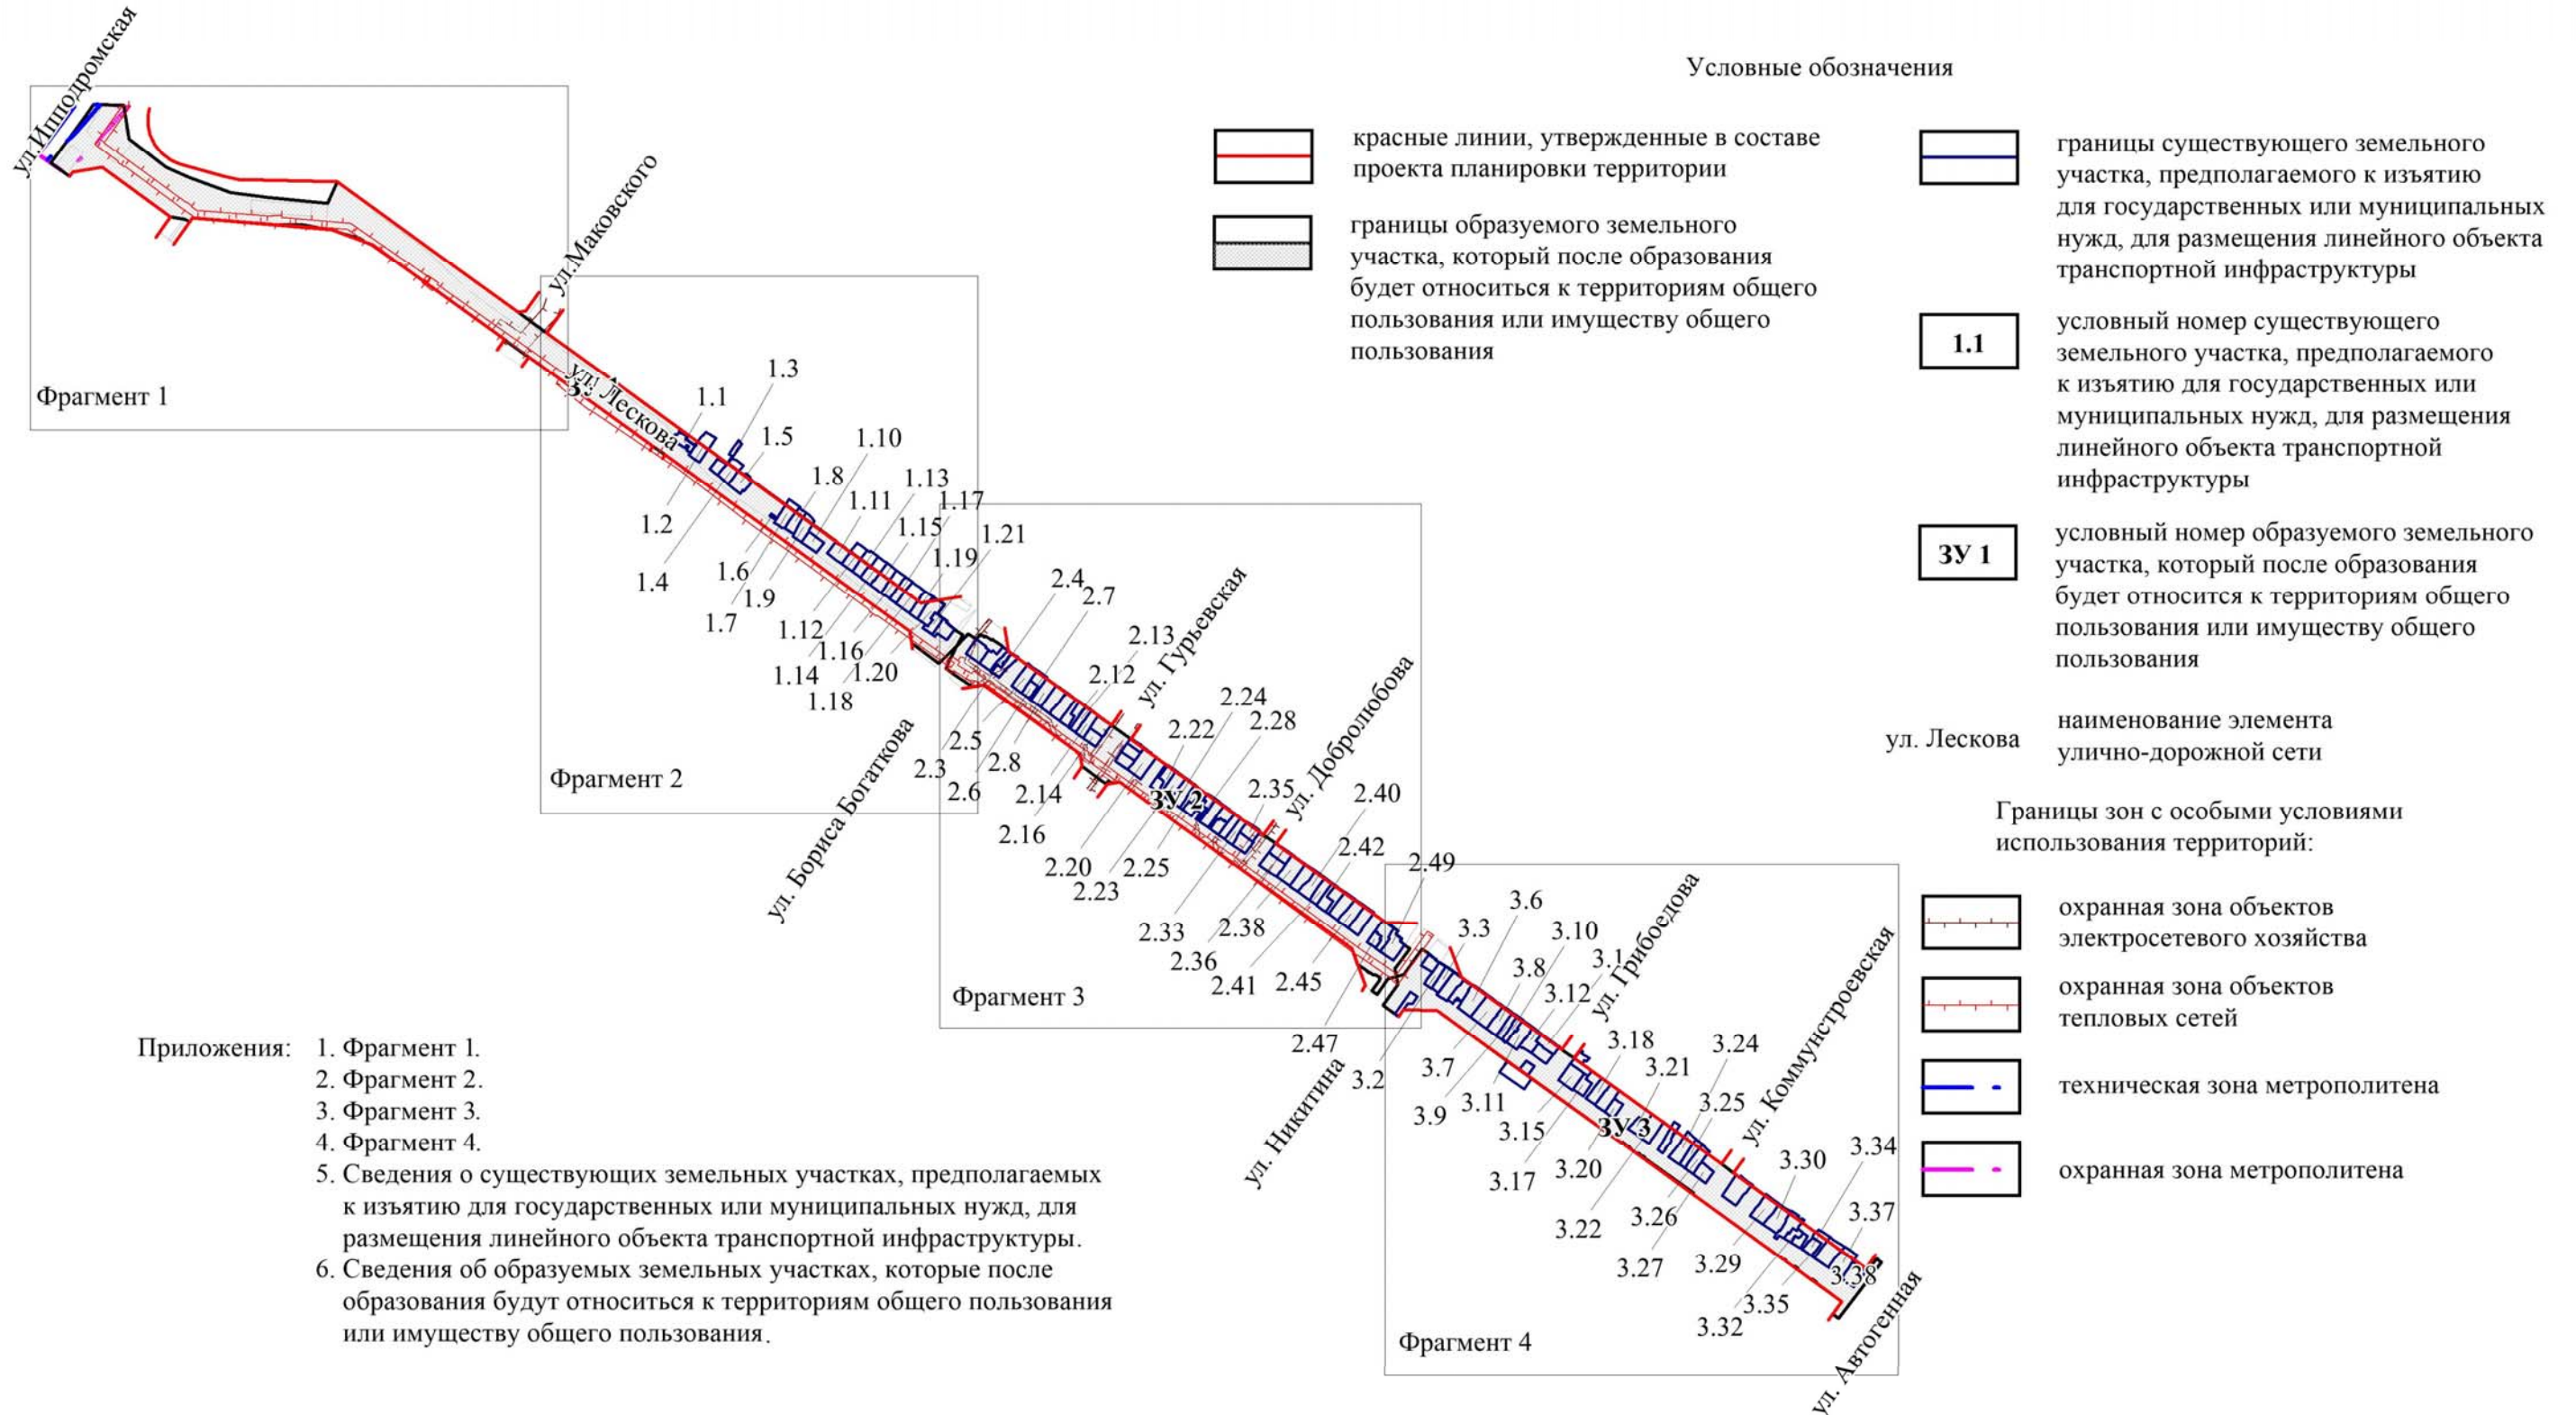 ул.Ипподромская
ул.Маковского
Фрагмент 1
ул. Лескова
1.1
1.3
1.5
1.10
1.8
1.13
1.11
1.17
1.15
1.21
1.19
1.2
1.4
1.6
1.9
1.7
1.12
1.16
1.14
1.20
1.18
Фрагмент 2
ул. Бориса Богаткова
2.4
2.7
2.13
2.12
ул. Гурьевская
2.24
2.22
2.28
ул. Добролюбова
2.5
2.3
2.8
2.6
2.14
2.16
ЗУ 2
2.35
2.40
2.20
2.25
2.23
2.42
2.49
2.33
2.38
2.36
2.41
2.45
Фрагмент 3
2.47
ул. Никитина
3.6
3.3
3.10
3.8
3.1
3.12
ул. Грибоедова
3.2
3.7
3.9
3.11
3.15
3.18
3.21
3.24
3.25
ул. Коммунстроевская
ЗУ 3
3.17
3.20
3.22
3.26
3.27
3.30
3.34
3.37
3.29
3.38
3.35
3.32
Фрагмент 4
ул. Автогенная
Условные обозначения
красные линии, утвержденные в составе
проекта планировки территории
границы образуемого земельного
участка, который после образования
будет относиться к территориям общего
пользования или имуществу общего
пользования
границы существующего земельного
участка, предполагаемого к изъятию
для государственных или муниципальных
нужд, для размещения линейного объекта
транспортной инфраструктуры
1.1
условный номер существующего
земельного участка, предполагаемого
к изъятию для государственных или
муниципальных нужд, для размещения
линейного объекта транспортной
инфраструктуры
ЗУ 1
условный номер образуемого земельного
участка, который после образования
будет относится к территориям общего
пользования или имуществу общего
пользования
ул. Лескова
наименование элемента
улично-дорожной сети
Границы зон с особыми условиями
использования территорий:
охранная зона объектов
электросетевого хозяйства
охранная зона объектов
тепловых сетей
техническая зона метрополитена
охранная зона метрополитена
Приложения: 1. Фрагмент 1.
2. Фрагмент 2.
3. Фрагмент 3.
4. Фрагмент 4.
5. Сведения о существующих земельных участках, предполагаемых
к изъятию для государственных или муниципальных нужд, для
размещения линейного объекта транспортной инфраструктуры.
6. Сведения об образуемых земельных участках, которые после
образования будут относиться к территориям общего пользования
или имуществу общего пользования.